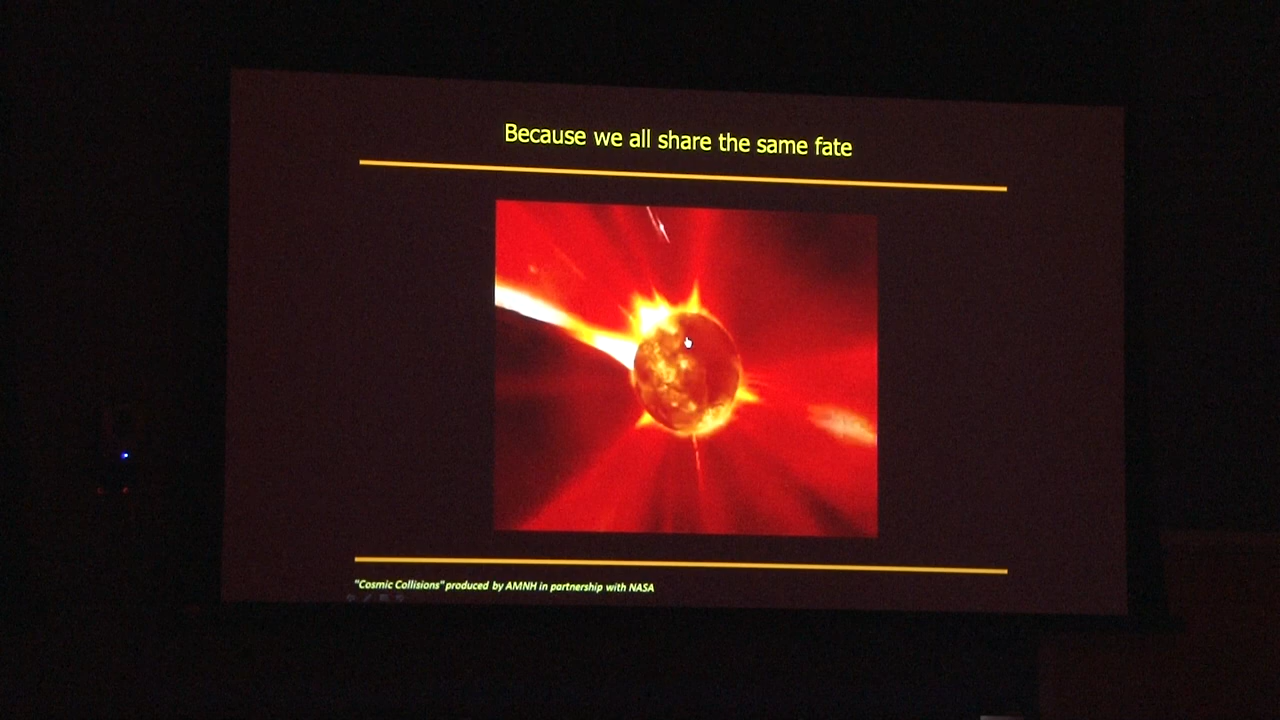 Because we all share the same fate
"Cosmic Collisions" produced by AMNH in partnership with NASA